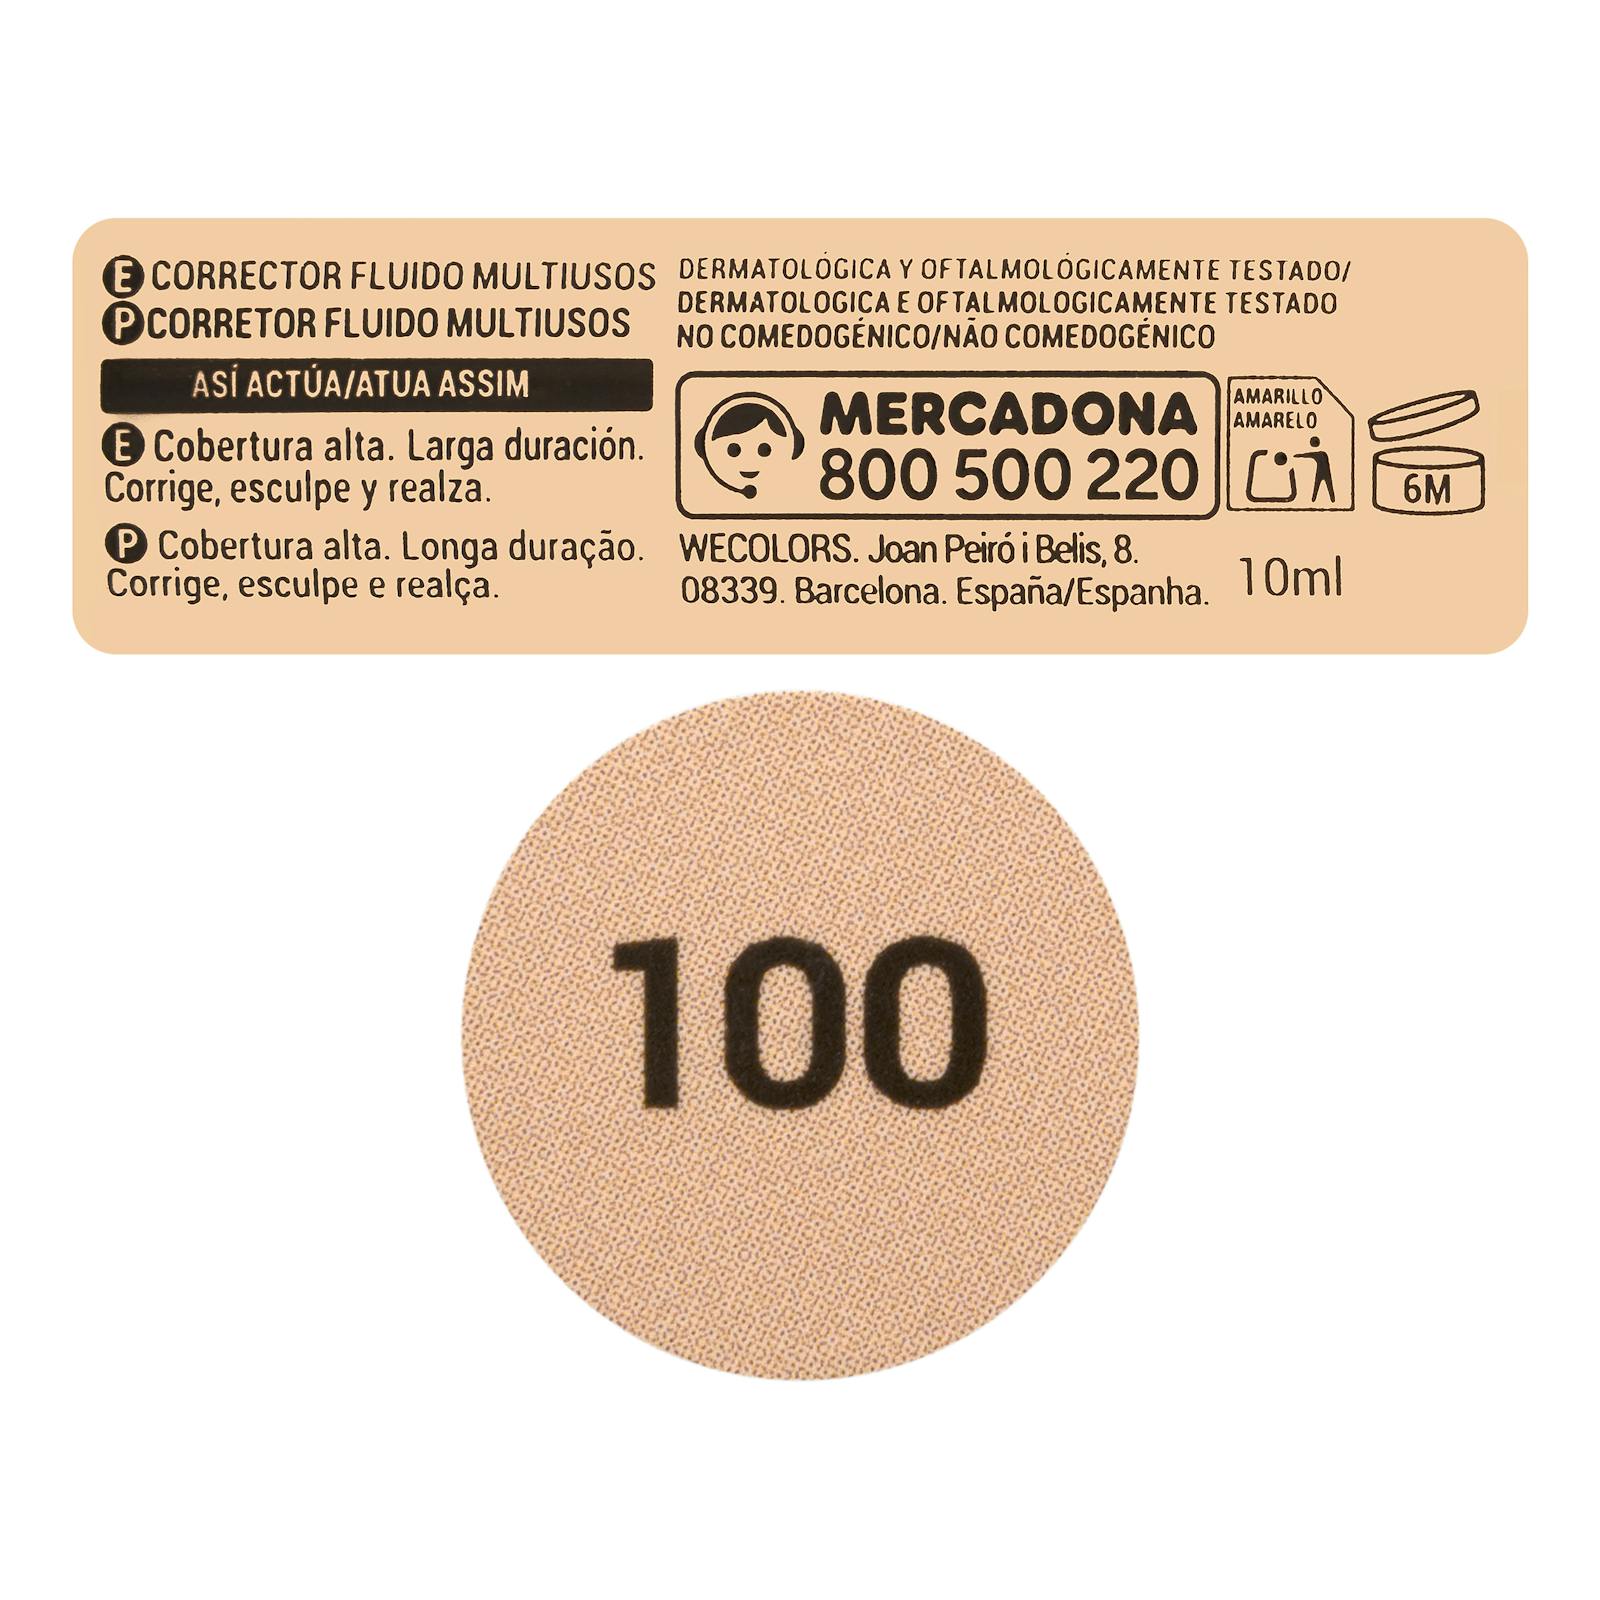 E CORRECTOR FLUIDO MULTIUSOS
P CORRETOR FLUIDO MULTIUSOS
ASÍ ACTÚA/ATUA ASSIM
E Cobertura alta. Larga duración.
Corrige, esculpe y realza.
P Cobertura alta. Longa duração.
Corrige, esculpe e realça.
DERMATOLÓGICA Y OFTALMOLÓGICAMENTE TESTADO/
DERMATOLOGICA E OFTALMOLOGICAMENTE TESTADO
NO COMEDOGÉNICO/NÃO COMEDOGÉNICO
MERCADONA
800 500 220
AMARILLO
AMARELO
6M
WECOLORS. Joan Peiró i Belis, 8.
08339. Barcelona. España/Espanha.
10ml
100